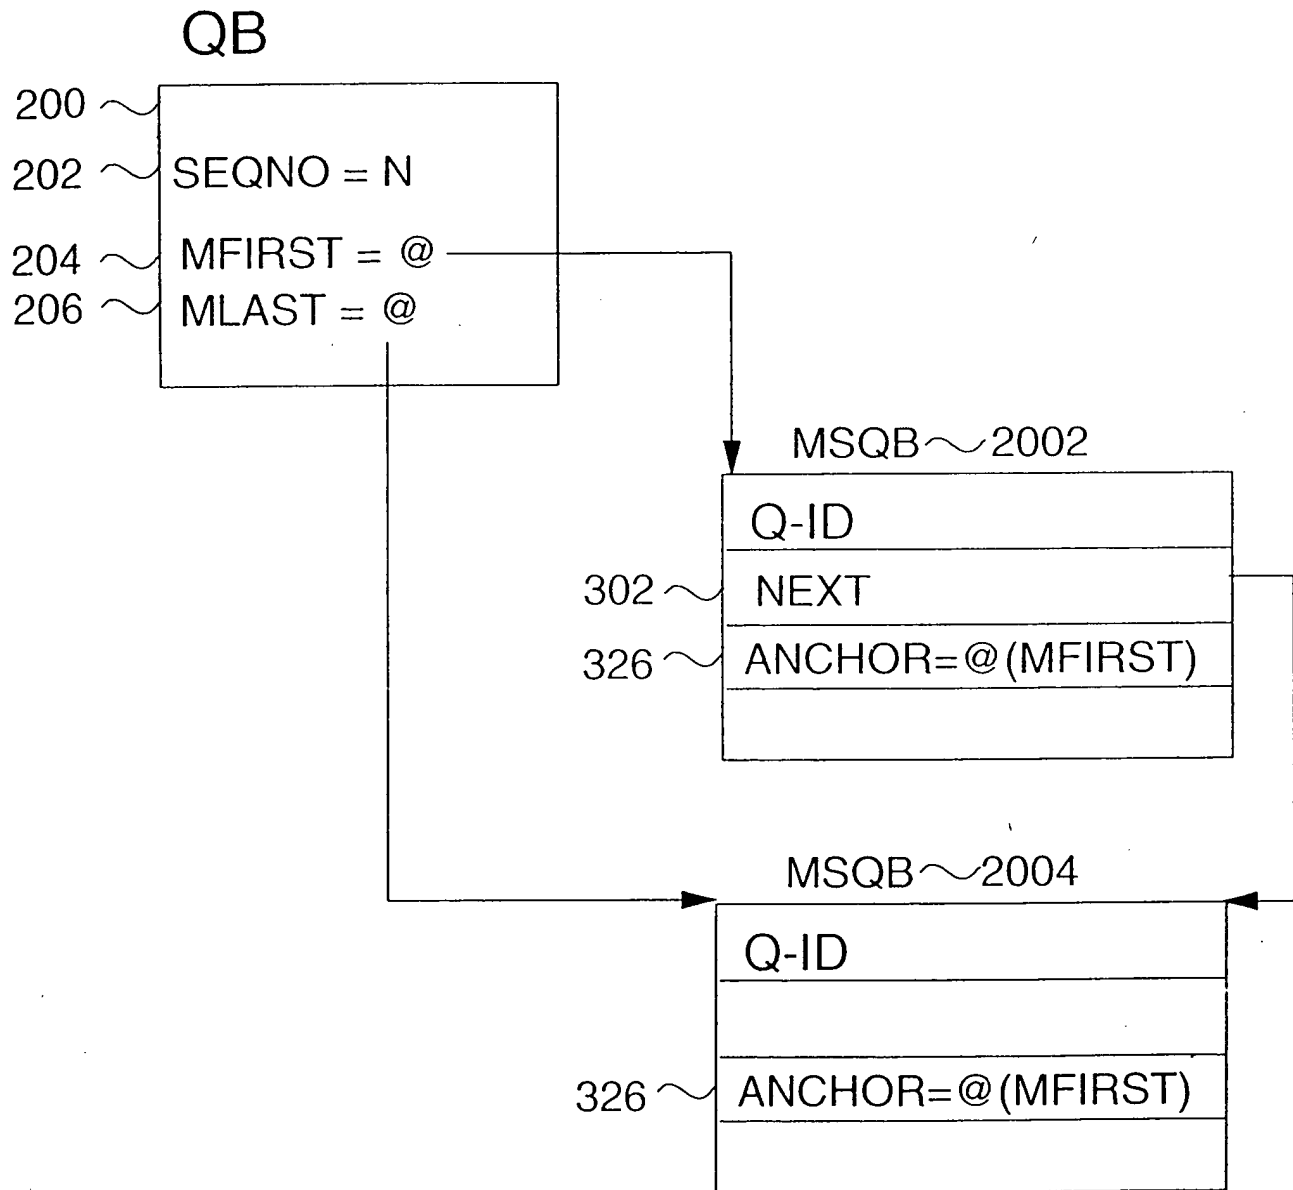 QB
200
202 SEQNO = N
204 MFIRST = @
206 MLAST = @
MSQB 2002
Q-ID
302 NEXT
326 ANCHOR=@(MFIRST)
MSQB 2004
Q-ID
326 ANCHOR=@(MFIRST)